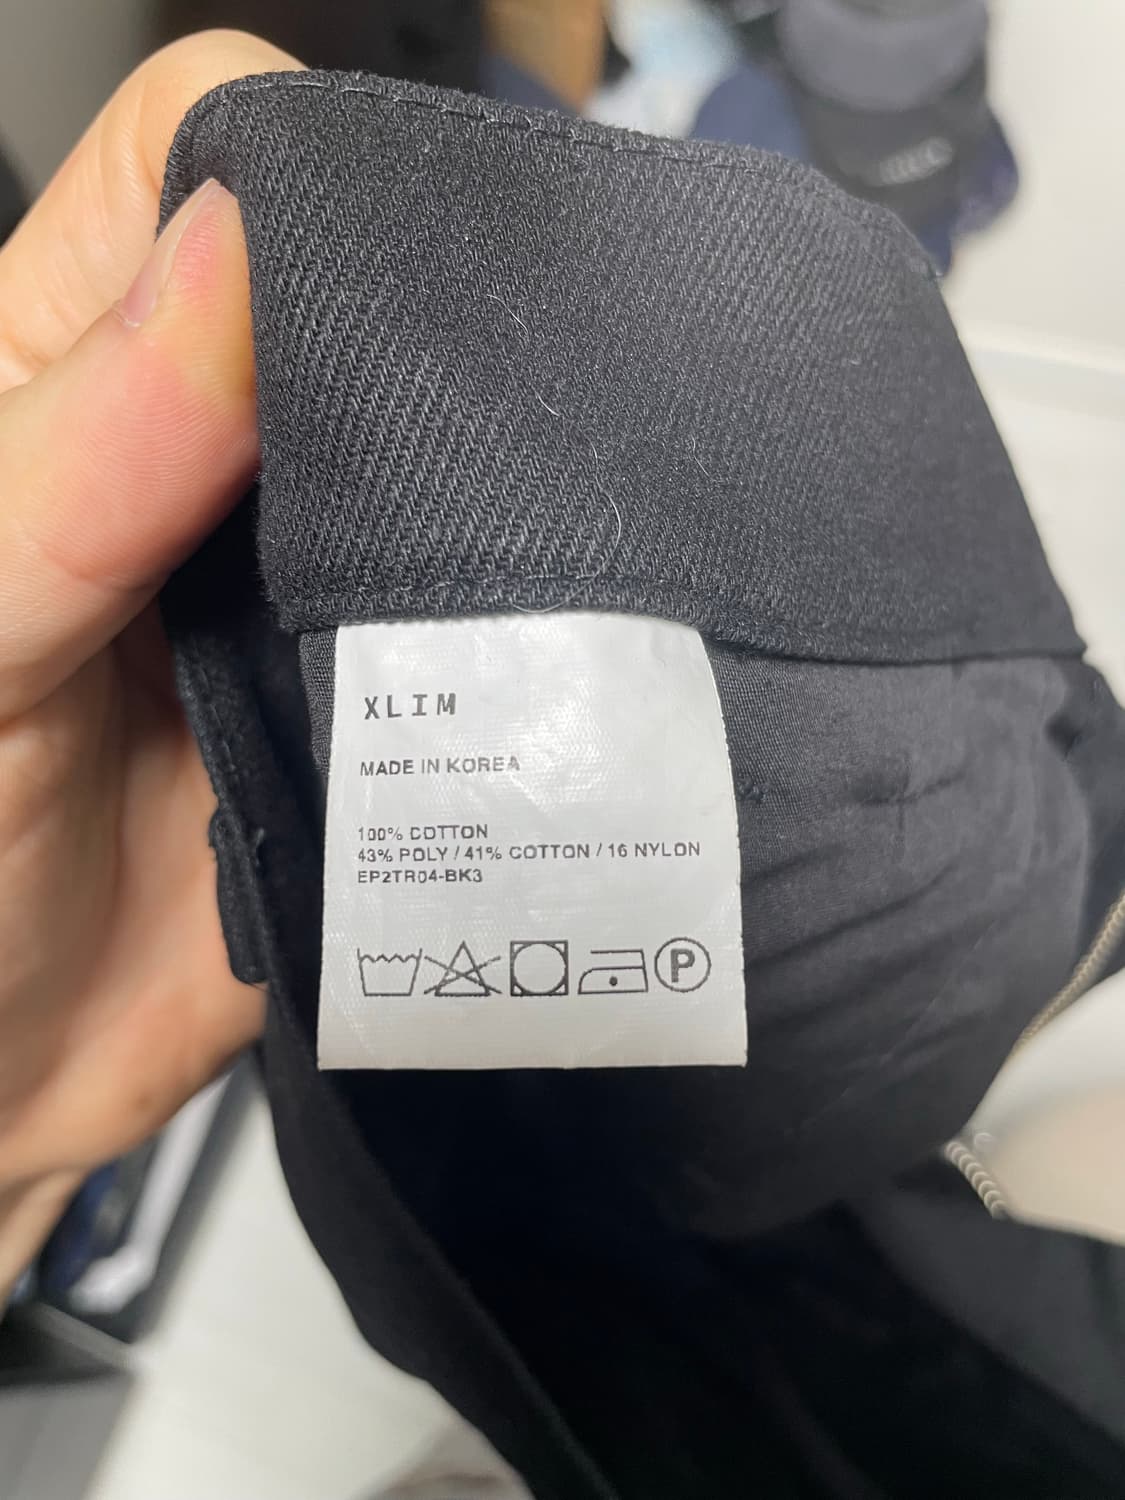 XLIM
MADE IN KOREA
100% COTTON
43% POLY / 41% COTTON / 16 NYLON
EP2TR04-BK3
P